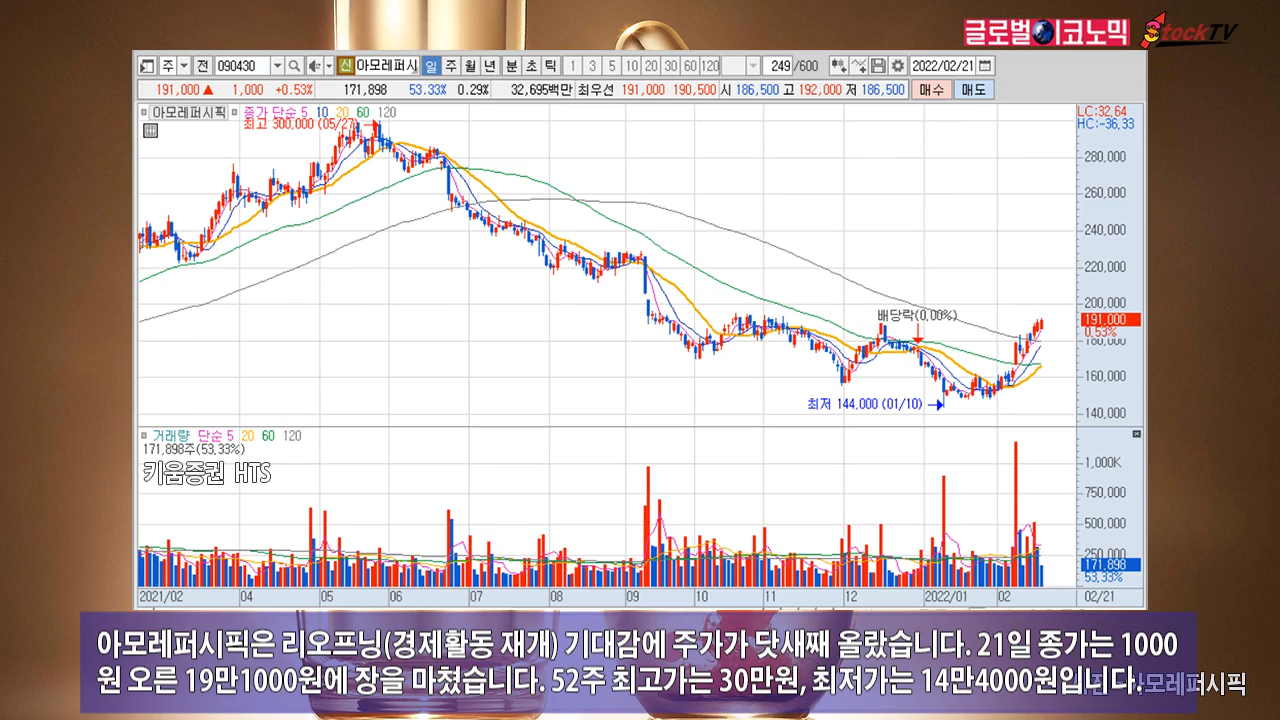 글로벌이코노믹 StockTV
주 전 090430 신 아모레퍼시 일 주 월 년 분 초 틱 1 3 5 10 20 30 60 120 249 /600 2022/02/21
191,000 ▲ 1,000 +0.53% 171,898 53.33% 0.29% 32,695백만 최우선 191,000 190,500 시 186,500 고 192,000 저 186,500 매수 매도
아모레퍼시픽 종가 단순 5 10 20 60 120
최고 300,000 (05/27)
LC:32.64
HC:-36.33
280,000
260,000
240,000
220,000
200,000
배당락(0.00%)
191,000
0.53%
180,000
160,000
최저 144,000 (01/10)
140,000
거래량 단순 5 20 60 120
171,898주(53.33%)
키움증권 HTS
1,000K
750,000
500,000
250,000
171,898
53.33%
2021/02 04 05 06 07 08 09 10 11 12 2022/01 02 02/21
아모레퍼시픽은 리오프닝(경제활동 재개) 기대감에 주가가 닷새째 올랐습니다. 21일 종가는 1000
원 오른 19만1000원에 장을 마쳤습니다. 52주 최고가는 30만원, 최저가는 14만4000원입니다.
아모레퍼시픽